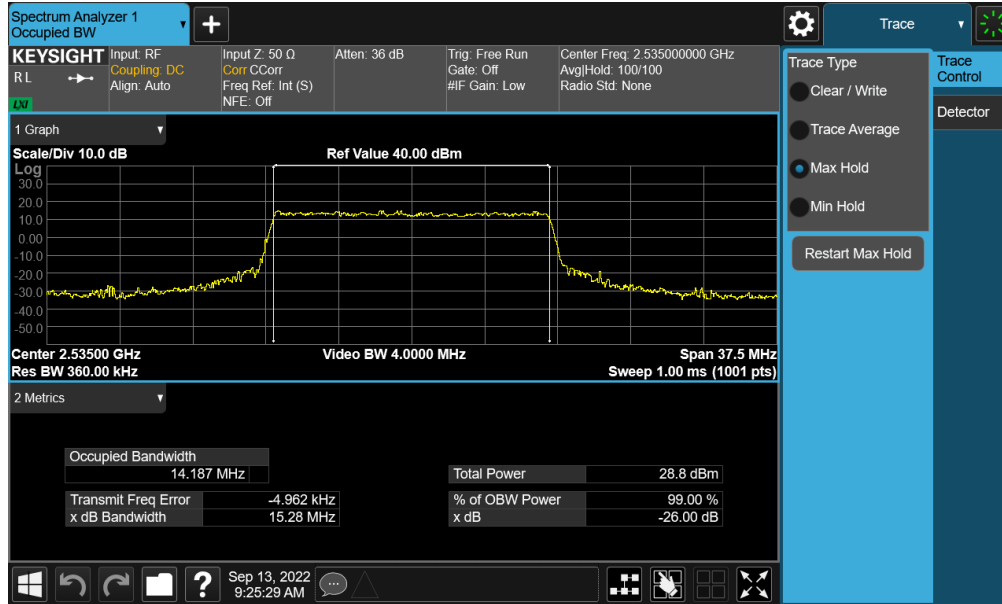 Spectrum Analyzer 1
Occupied BW
+
Trace
KEYSIGHT
R L
LXI
Input: RF
Coupling: DC
Align: Auto
Input Z: 50 Ω
Corr CCorr
Freq Ref: Int (S)
NFE: Off
Atten: 36 dB
Trig: Free Run
Gate: Off
#IF Gain: Low
Center Freq: 2.535000000 GHz
Avg|Hold: 100/100
Radio Std: None
Trace Type
Clear / Write
Trace Average
Max Hold
Min Hold
Restart Max Hold
Trace
Control
Detector
1 Graph
Scale/Div 10.0 dB
Ref Value 40.00 dBm
Log
30.0
20.0
10.0
0.00
-10.0
-20.0
-30.0
-40.0
-50.0
Center 2.53500 GHz
Video BW 4.0000 MHz
Span 37.5 MHz
Res BW 360.00 kHz
Sweep 1.00 ms (1001 pts)
2 Metrics
Occupied Bandwidth
14.187 MHz
Total Power 28.8 dBm
Transmit Freq Error -4.962 kHz
% of OBW Power 99.00 %
x dB Bandwidth 15.28 MHz
x dB -26.00 dB
?
Sep 13, 2022
9:25:29 AM